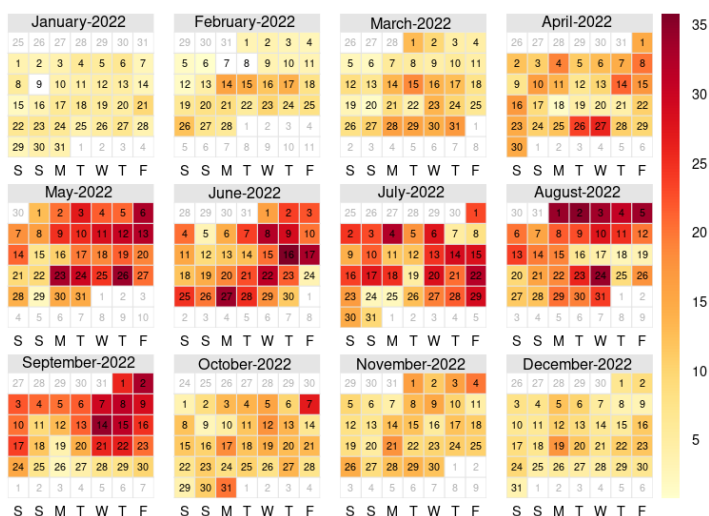 January-2022
25 26 27 28 29 30 31
1 2 3 4 5 6 7
8 9 10 11 12 13 14
15 16 17 18 19 20 21
22 23 24 25 26 27 28
29 30 31 1 2 3 4
S S M T W T F
February-2022
29 30 31 1 2 3 4
5 6 7 8 9 10 11
12 13 14 15 16 17 18
19 20 21 22 23 24 25
26 27 28 1 2 3 4
5 6 7 8 9 10 11
S S M T W T F
March-2022
26 27 28 1 2 3 4
5 6 7 8 9 10 11
12 13 14 15 16 17 18
19 20 21 22 23 24 25
26 27 28 29 30 31 1
2 3 4 5 6 7 8
S S M T W T F
April-2022
26 27 28 29 30 31 1
2 3 4 5 6 7 8
9 10 11 12 13 14 15
16 17 18 19 20 21 22
23 24 25 26 27 28 29
30 1 2 3 4 5 6
S S M T W T F
May-2022
30 1 2 3 4 5 6
7 8 9 10 11 12 13
14 15 16 17 18 19 20
21 22 23 24 25 26 27
28 29 30 31 1 2 3
4 5 6 7 8 9 10
S S M T W T F
June-2022
28 29 30 31 1 2 3
4 5 6 7 8 9 10
11 12 13 14 15 16 17
18 19 20 21 22 23 24
25 26 27 28 29 30 1
2 3 4 5 6 7 8
S S M T W T F
July-2022
25 26 27 28 29 30 1
2 3 4 5 6 7 8
9 10 11 12 13 14 15
16 17 18 19 20 21 22
23 24 25 26 27 28 29
30 31 1 2 3 4 5
S S M T W T F
August-2022
30 31 1 2 3 4 5
6 7 8 9 10 11 12
13 14 15 16 17 18 19
20 21 22 23 24 25 26
27 28 29 30 31 1 2
3 4 5 6 7 8 9
S S M T W T F
September-2022
27 28 29 30 31 1 2
3 4 5 6 7 8 9
10 11 12 13 14 15 16
17 18 19 20 21 22 23
24 25 26 27 28 29 30
1 2 3 4 5 6 7
S S M T W T F
October-2022
24 25 26 27 28 29 30
1 2 3 4 5 6 7
8 9 10 11 12 13 14
15 16 17 18 19 20 21
22 23 24 25 26 27 28
29 30 31 1 2 3 4
S S M T W T F
November-2022
29 30 31 1 2 3 4
5 6 7 8 9 10 11
12 13 14 15 16 17 18
19 20 21 22 23 24 25
26 27 28 29 30 1 2
3 4 5 6 7 8 9
S S M T W T F
December-2022
26 27 28 29 30 1 2
3 4 5 6 7 8 9
10 11 12 13 14 15 16
17 18 19 20 21 22 23
24 25 26 27 28 29 30
31 1 2 3 4 5 6
S S M T W T F
35
30
25
20
15
10
5